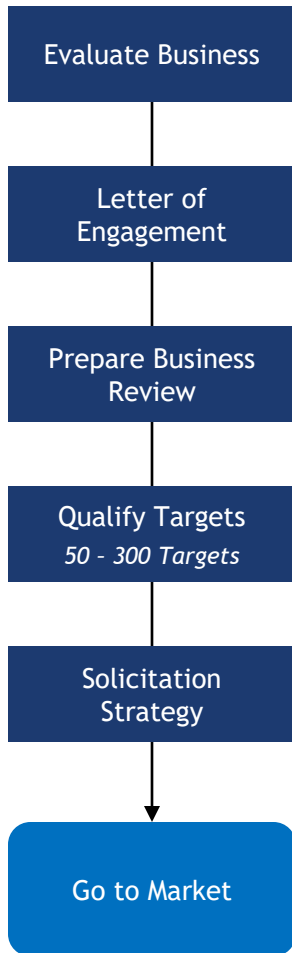 Evaluate Business
Letter of
Engagement
Prepare Business
Review
Qualify Targets
50 – 300 Targets
Solicitation
Strategy
Go to Market